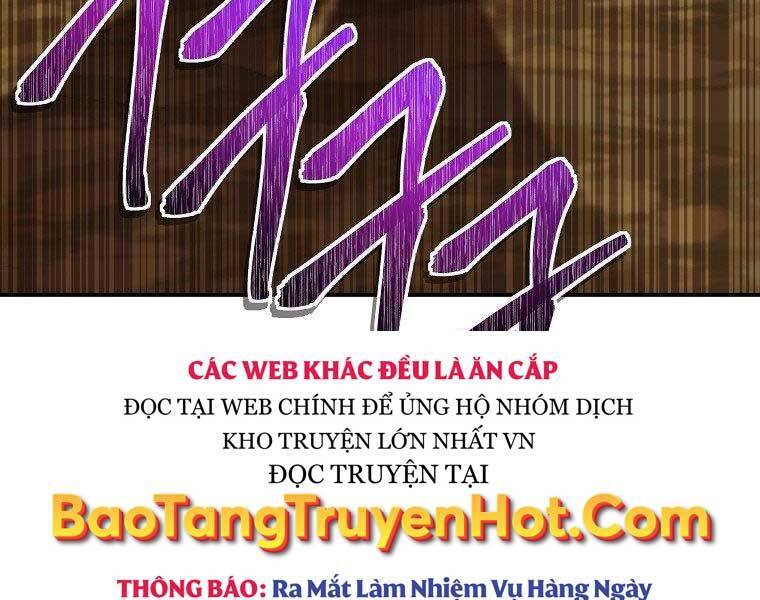 CÁC WEB KHÁC ĐỀU LÀ ĂN CẮP
ĐỌC TẠI WEB CHÍNH ĐỂ ỦNG HỘ NHÓM DỊCH
KHO TRUYỆN LỚN NHẤT VN
ĐỌC TRUYỆN TẠI
BaoTangTruyenHot.Com
THÔNG BÁO: Ra Mắt Làm Nhiệm Vụ Hàng Ngày